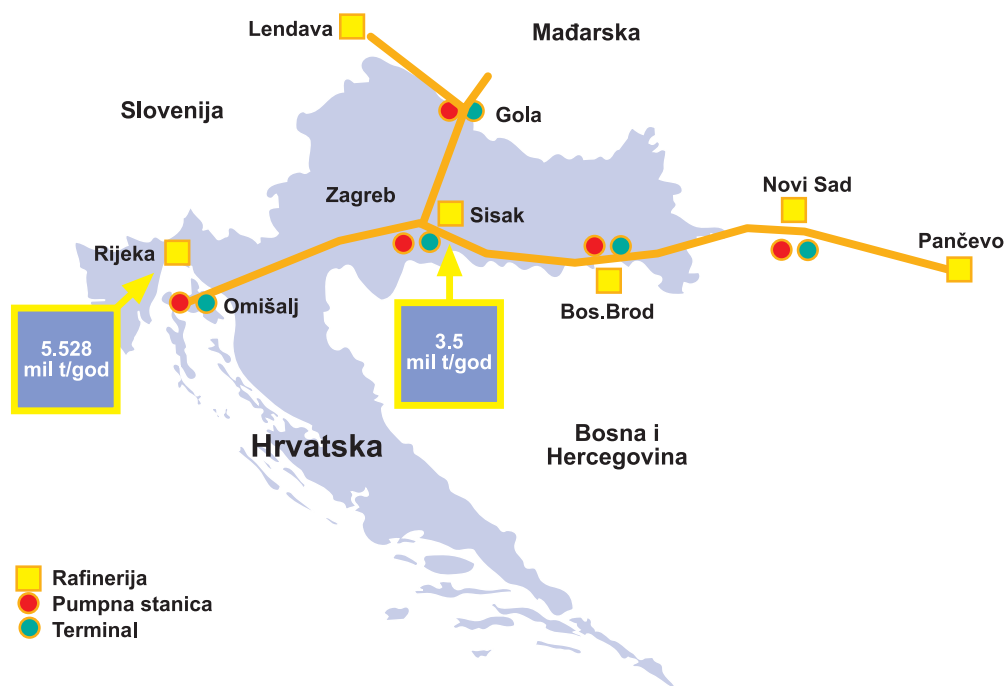 Lendava
Mađarska
Slovenija
Gola
Zagreb
Sisak
Novi Sad
Rijeka
Pančevo
Omišalj
Bos.Brod
5.528
mil t/god
3.5
mil t/god
Hrvatska
Bosna i
Hercegovina
Rafinerija
Pumpna stanica
Terminal